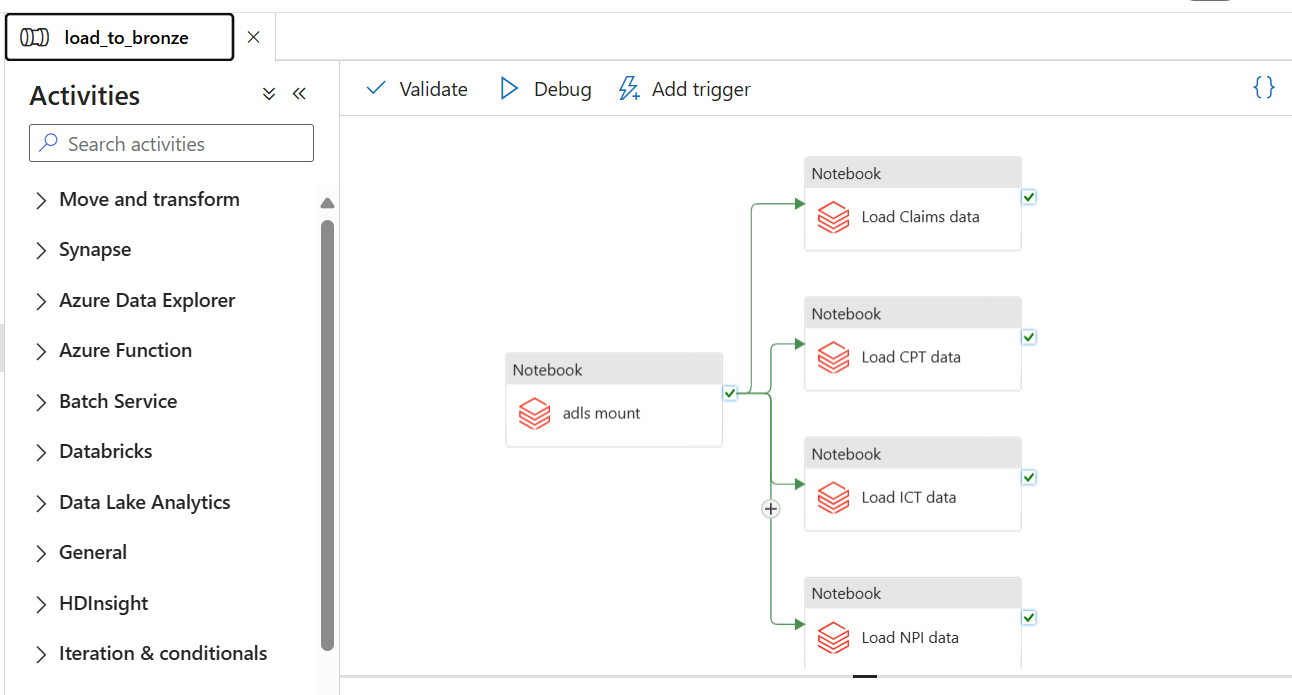 load_to_bronze
Activities
Search activities
Move and transform
Synapse
Azure Data Explorer
Azure Function
Batch Service
Databricks
Data Lake Analytics
General
HDInsight
Iteration & conditionals
Validate
Debug
Add trigger
{}
Notebook
adls mount
Notebook
Load Claims data
Notebook
Load CPT data
Notebook
Load ICT data
Notebook
Load NPI data